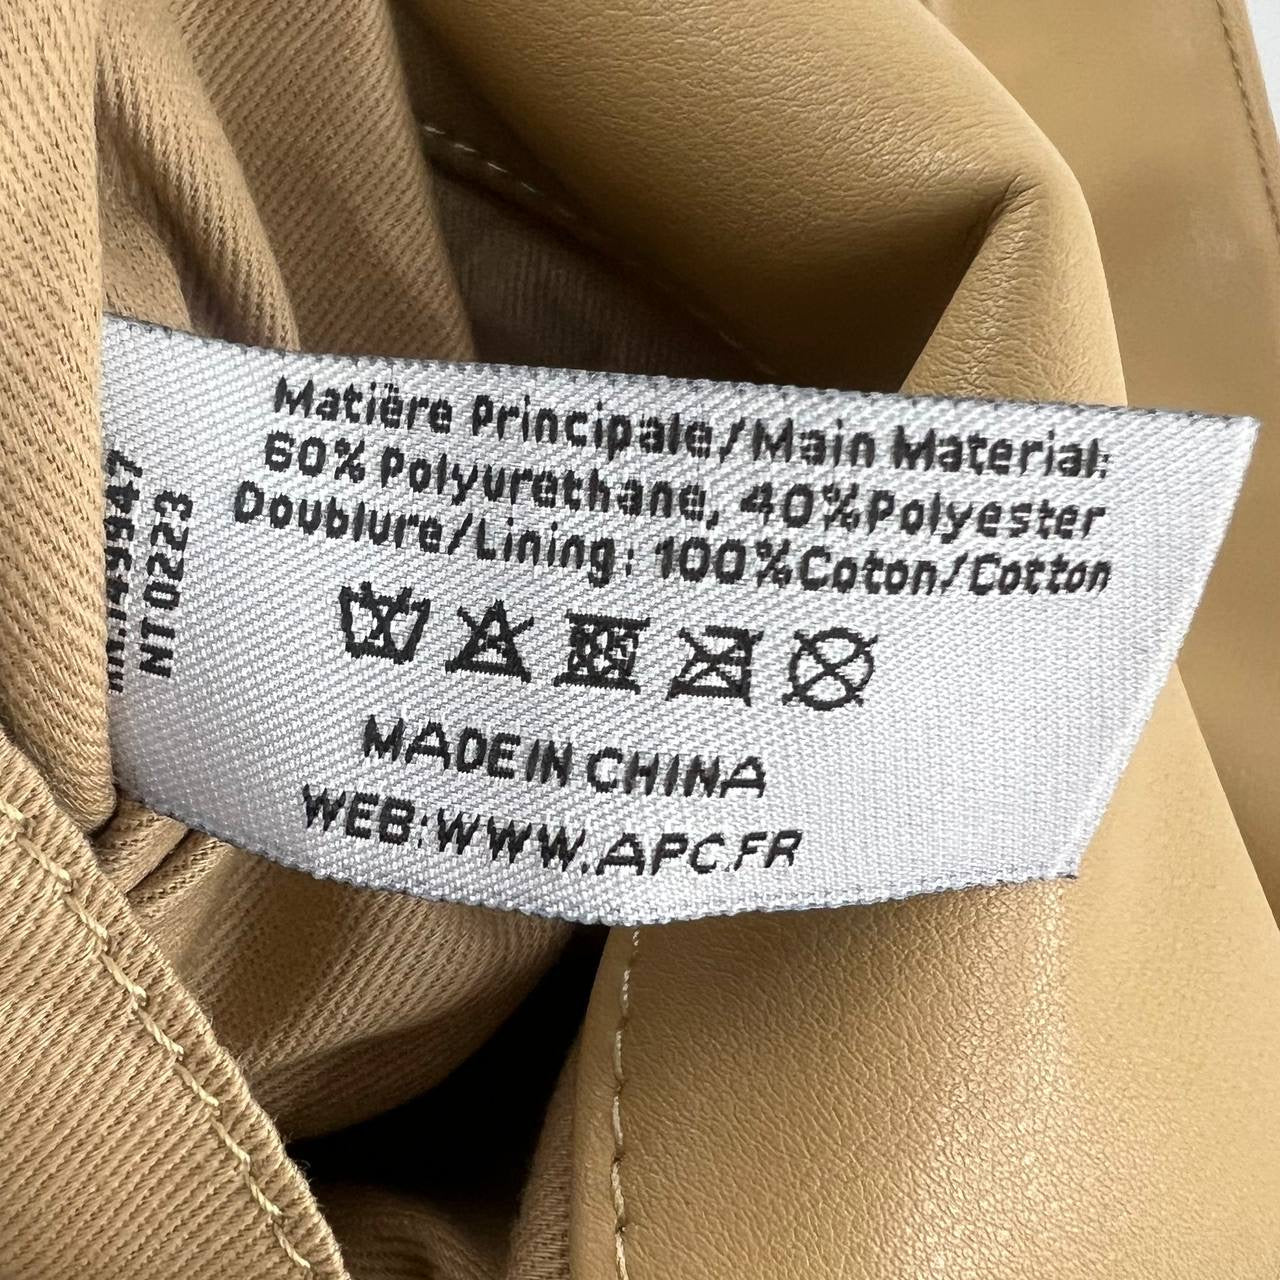 Matière Principale/Main Material:
60% Polyurethane, 40%Polyester
Doublure/Lining: 100%Coton/Cotton
MADE IN CHINA
WEB:WWW.APC.FR
NT0223